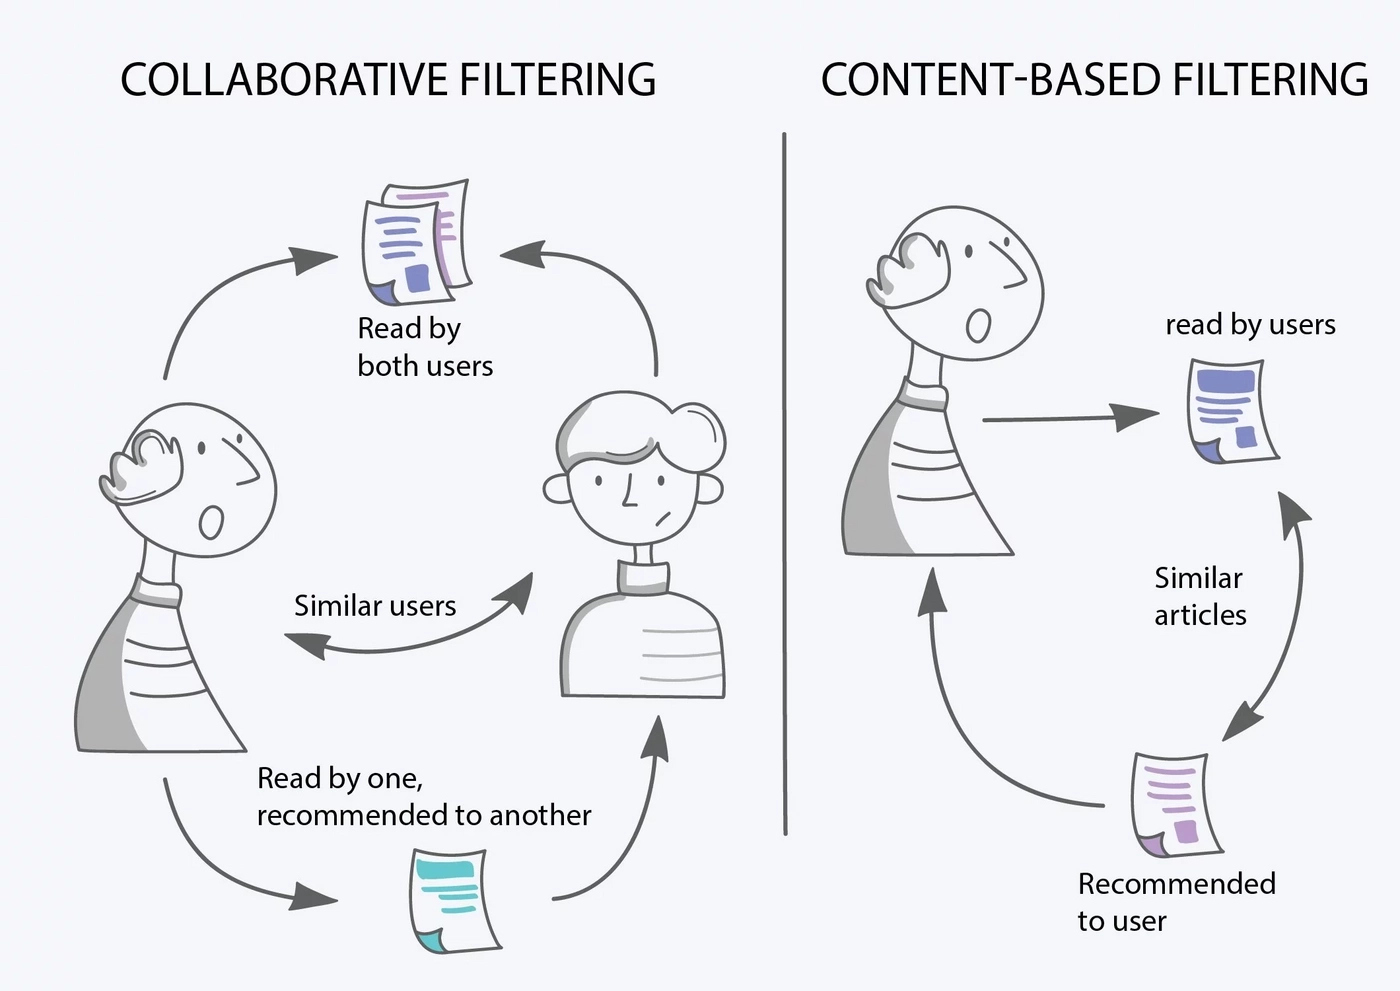 COLLABORATIVE FILTERING
Read by
both users
Similar users
Read by one,
recommended to another
CONTENT-BASED FILTERING
read by users
Similar
articles
Recommended
to user